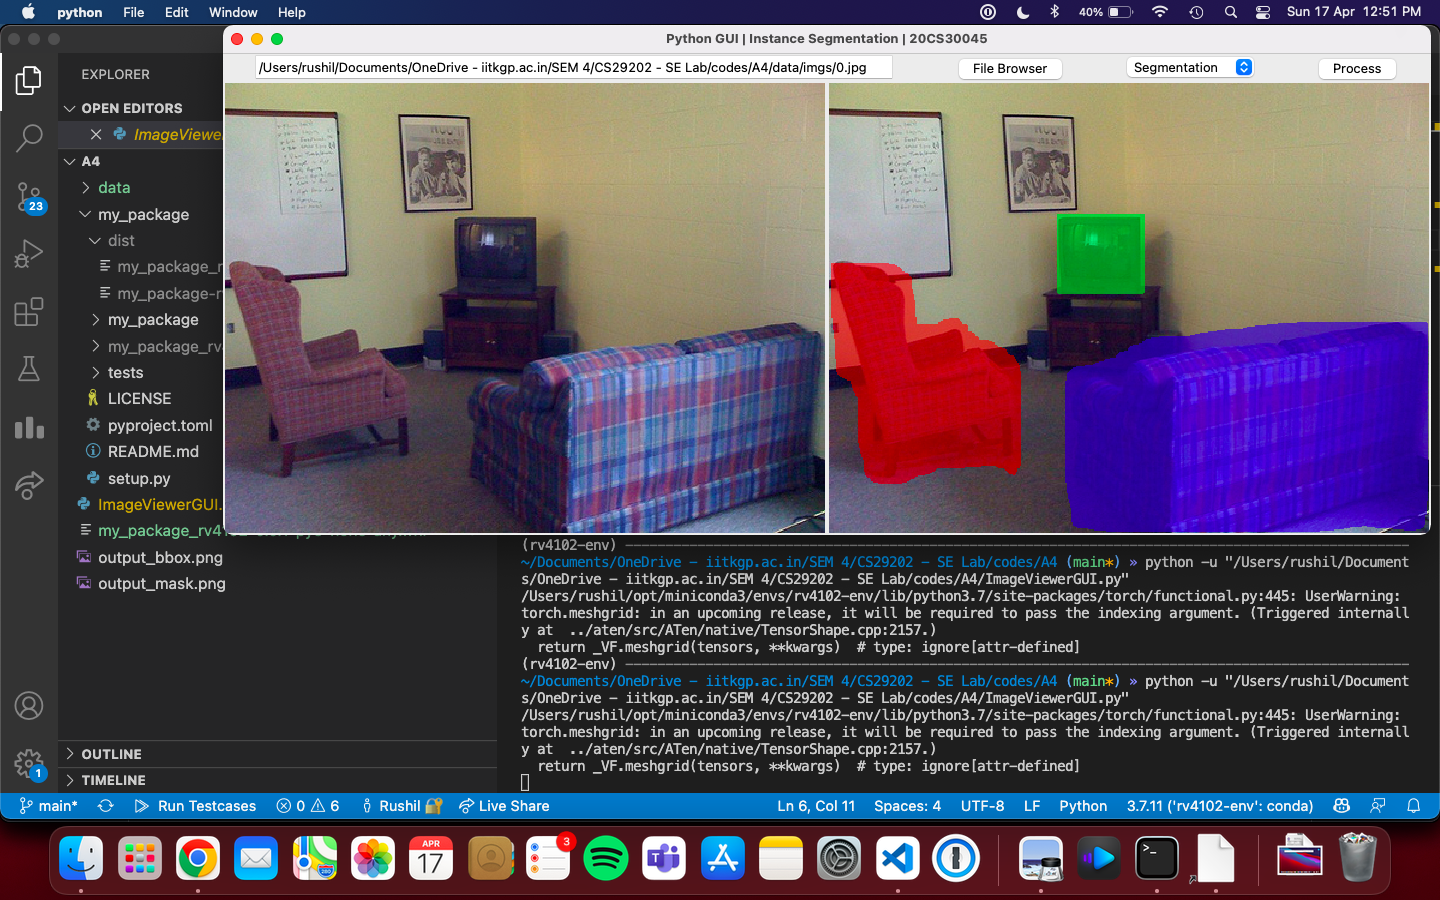 python File Edit Window Help
40% Sun 17 Apr 12:51 PM
Python GUI | Instance Segmentation | 20CS30045
/Users/rushil/Documents/OneDrive - iitkgp.ac.in/SEM 4/CS29202 - SE Lab/codes/A4/data/imgs/0.jpg
File Browser
Segmentation
Process
EXPLORER
OPEN EDITORS
ImageViewer
A4
data
my_package
dist
my_package_r
my_package-r
my_package
my_package_rv
tests
LICENSE
pyproject.toml
README.md
setup.py
ImageViewerGUI.
output_bbox.png
output_mask.png
OUTLINE
TIMELINE
23
1
(rv4102-env)
~/Documents/OneDrive - iitkgp.ac.in/SEM 4/CS29202 - SE Lab/codes/A4 (main*) » python -u "/Users/rushil/Document
s/OneDrive - iitkgp.ac.in/SEM 4/CS29202 - SE Lab/codes/A4/ImageViewerGUI.py"
/Users/rushil/opt/miniconda3/envs/rv4102-env/lib/python3.7/site-packages/torch/functional.py:445: UserWarning:
torch.meshgrid: in an upcoming release, it will be required to pass the indexing argument. (Triggered internall
y at ../aten/src/ATen/native/TensorShape.cpp:2157.)
return _VF.meshgrid(tensors, **kwargs) # type: ignore[attr-defined]
(rv4102-env)
~/Documents/OneDrive - iitkgp.ac.in/SEM 4/CS29202 - SE Lab/codes/A4 (main*) » python -u "/Users/rushil/Document
s/OneDrive - iitkgp.ac.in/SEM 4/CS29202 - SE Lab/codes/A4/ImageViewerGUI.py"
/Users/rushil/opt/miniconda3/envs/rv4102-env/lib/python3.7/site-packages/torch/functional.py:445: UserWarning:
torch.meshgrid: in an upcoming release, it will be required to pass the indexing argument. (Triggered internall
y at ../aten/src/ATen/native/TensorShape.cpp:2157.)
return _VF.meshgrid(tensors, **kwargs) # type: ignore[attr-defined]
main* Run Testcases 0 6 Rushil Live Share Ln 6, Col 11 Spaces: 4 UTF-8 LF Python 3.7.11 ('rv4102-env': conda)
APR
17
280
3